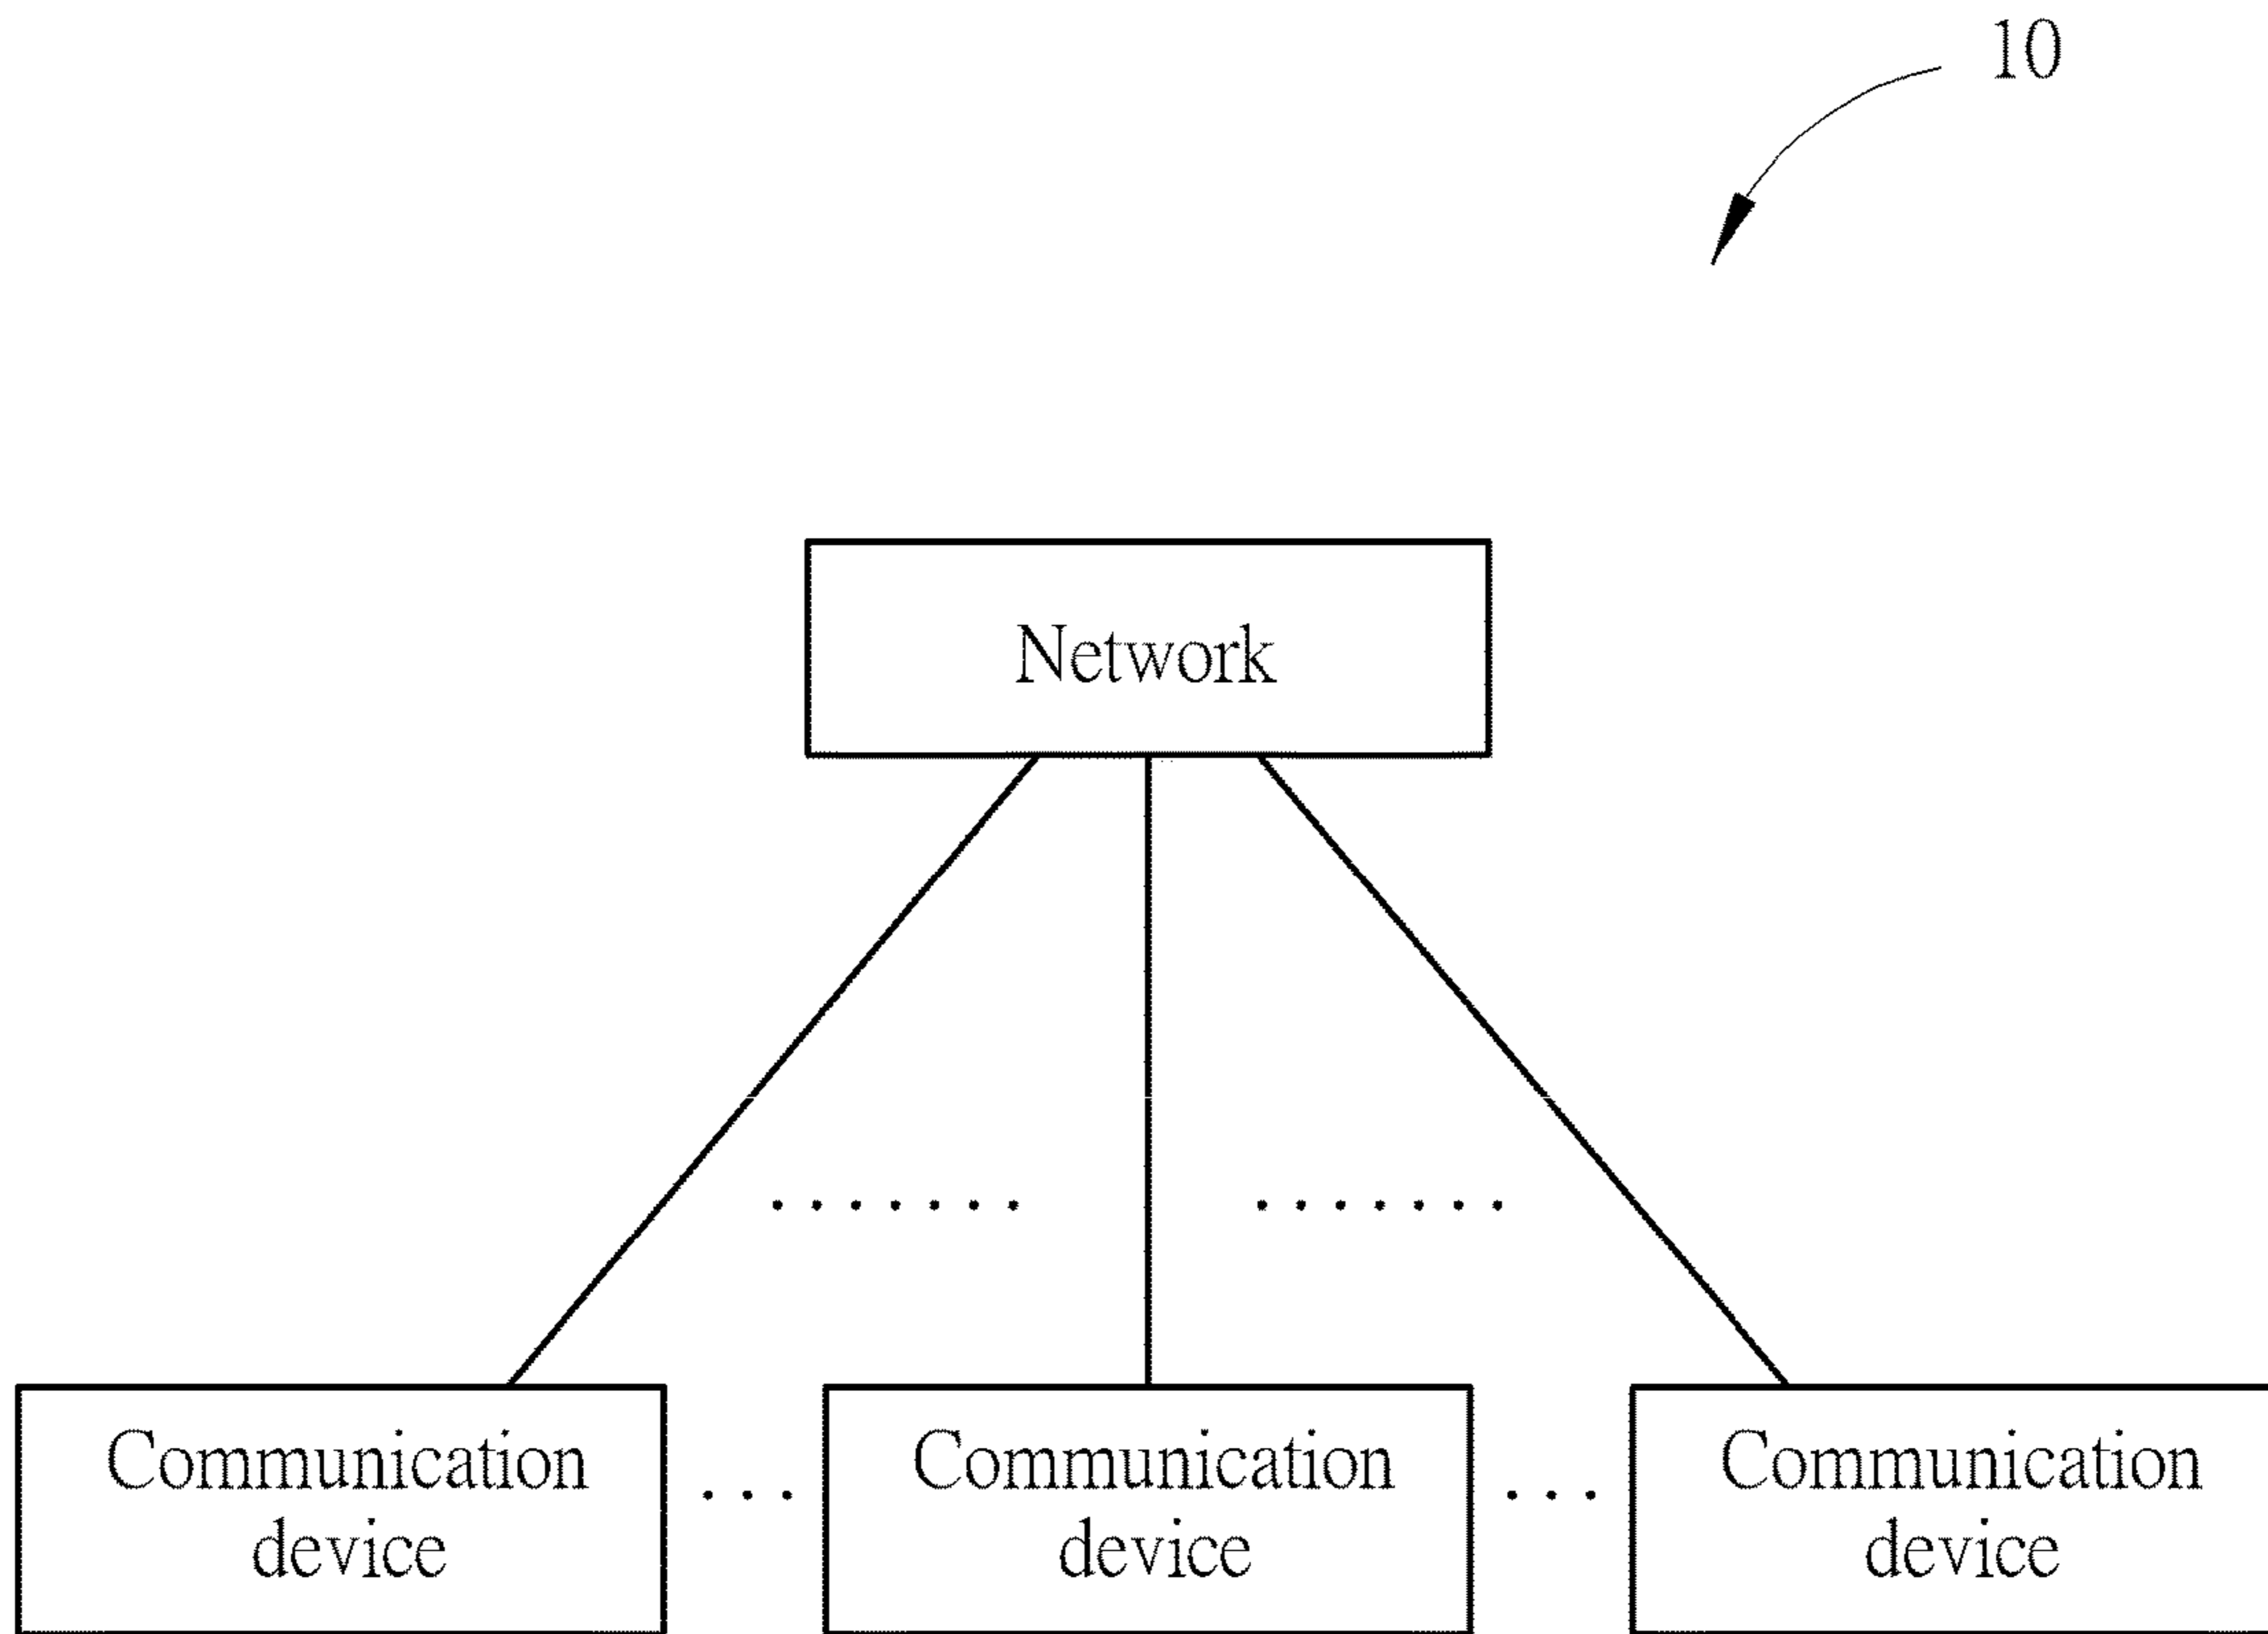 10
Network
Communication
device
Communication
device
Communication
device